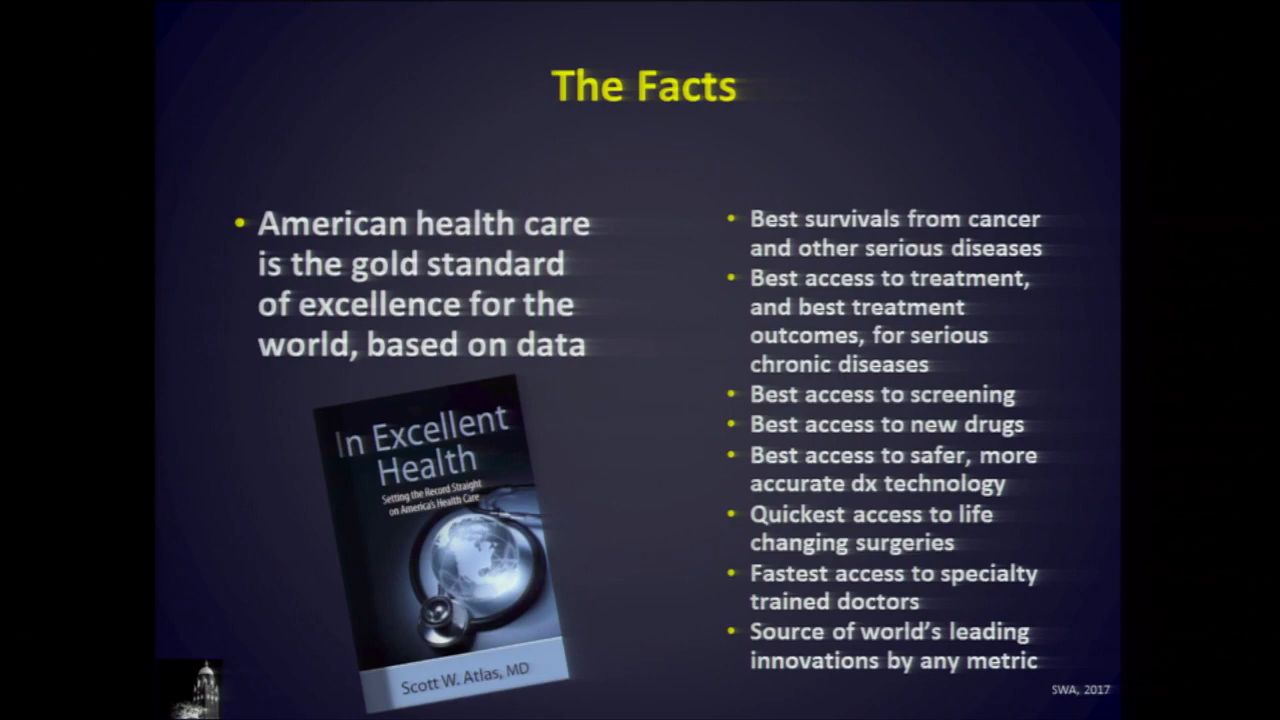 The Facts
• American health care
is the gold standard
of excellence for the
world, based on data
In Excellent
Health
Setting the Record Straight
on America's Health Care
Scott W. Atlas, MD
• Best survivals from cancer
and other serious diseases
• Best access to treatment,
and best treatment
outcomes, for serious
chronic diseases
• Best access to screening
• Best access to new drugs
• Best access to safer, more
accurate dx technology
• Quickest access to life
changing surgeries
• Fastest access to specialty
trained doctors
• Source of world's leading
innovations by any metric
SWA, 2017